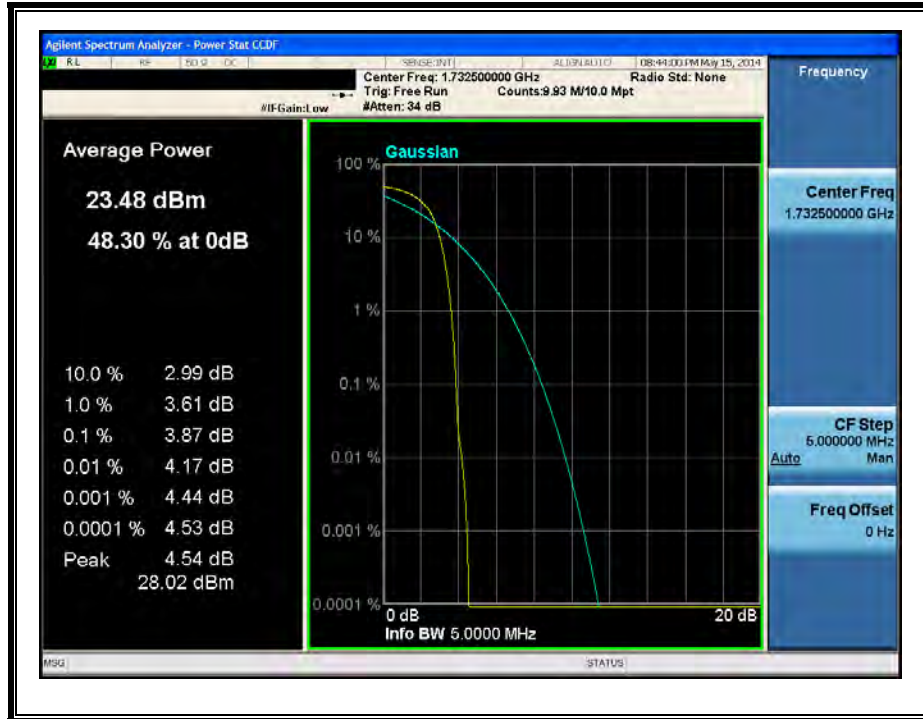 Agilent Spectrum Analyzer - Power Stat CCDF
LXI RL RF 50 Ω DC SENSE:INT ALIGN AUTO 08:44:00 PM May 15, 2014
Center Freq: 1.732500000 GHz Radio Std: None
Trig: Free Run Counts:9.93 M/10.0 Mpt
#IFGain:Low #Atten: 34 dB
Frequency
Average Power
23.48 dBm
48.30 % at 0dB
10.0 % 2.99 dB
1.0 % 3.61 dB
0.1 % 3.87 dB
0.01 % 4.17 dB
0.001 % 4.44 dB
0.0001 % 4.53 dB
Peak 4.54 dB
28.02 dBm
Gaussian
100 %
10 %
1 %
0.1 %
0.01 %
0.001 %
0.0001 %
0 dB 20 dB
Info BW 5.0000 MHz
Center Freq
1.732500000 GHz
CF Step
5.000000 MHz
Auto Man
Freq Offset
0 Hz
MSG STATUS